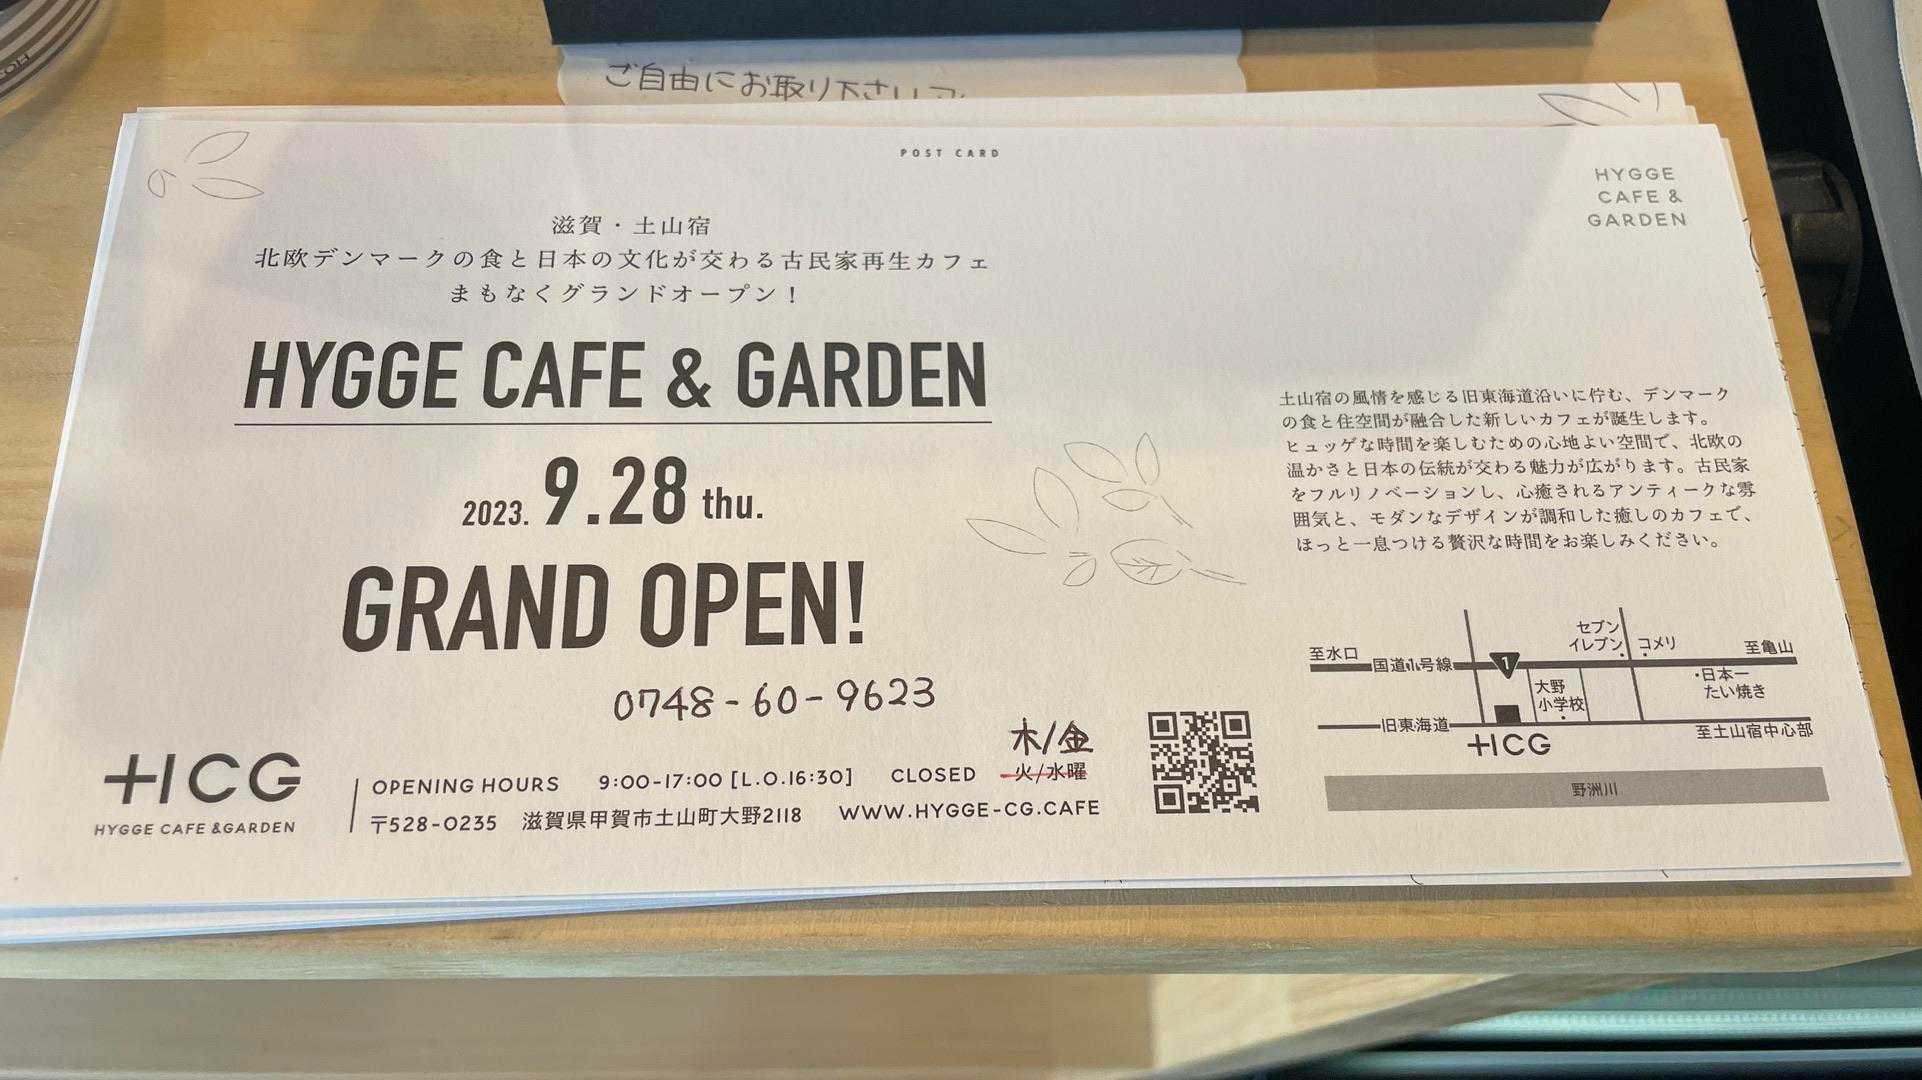 ご自由にお取り下さい
POST CARD
HYGGE
CAFE &
GARDEN
滋賀・土山宿
北欧デンマークの食と日本の文化が交わる古民家再生カフェ
まもなくグランドオープン！
HYGGE CAFE & GARDEN
2023. 9.28 thu.
GRAND OPEN!
0748-60-9623
土山宿の風情を感じる旧東海道沿いに佇む、デンマーク
の食と住空間が融合した新しいカフェが誕生します。
ヒュッゲな時間を楽しむための心地よい空間で、北欧の
温かさと日本の伝統が交わる魅力が広がります。古民家
をフルリノベーションし、心癒されるアンティークな雰
囲気と、モダンなデザインが調和した癒しのカフェで、
ほっと一息つける贅沢な時間をお楽しみください。
セブン
イレブン
コメリ
至水口
国道1号線
1
至亀山
大野
小学校
日本一
たい焼き
旧東海道
至土山宿中心部
HCG
野洲川
HCG
HYGGE CAFE &GARDEN
木/金
OPENING HOURS 9:00-17:00 [L.O.16:30] CLOSED 火/水曜
〒528-0235 滋賀県甲賀市土山町大野2118 WWW.HYGGE-CG.CAFE